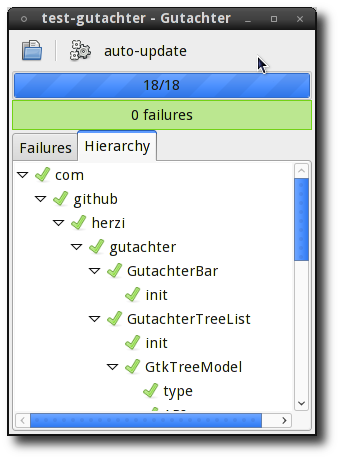 test-gutachter - Gutachter
auto-update
18/18
0 failures
Failures Hierarchy
com
github
herzi
gutachter
GutachterBar
init
GutachterTreeList
init
GtkTreeModel
type